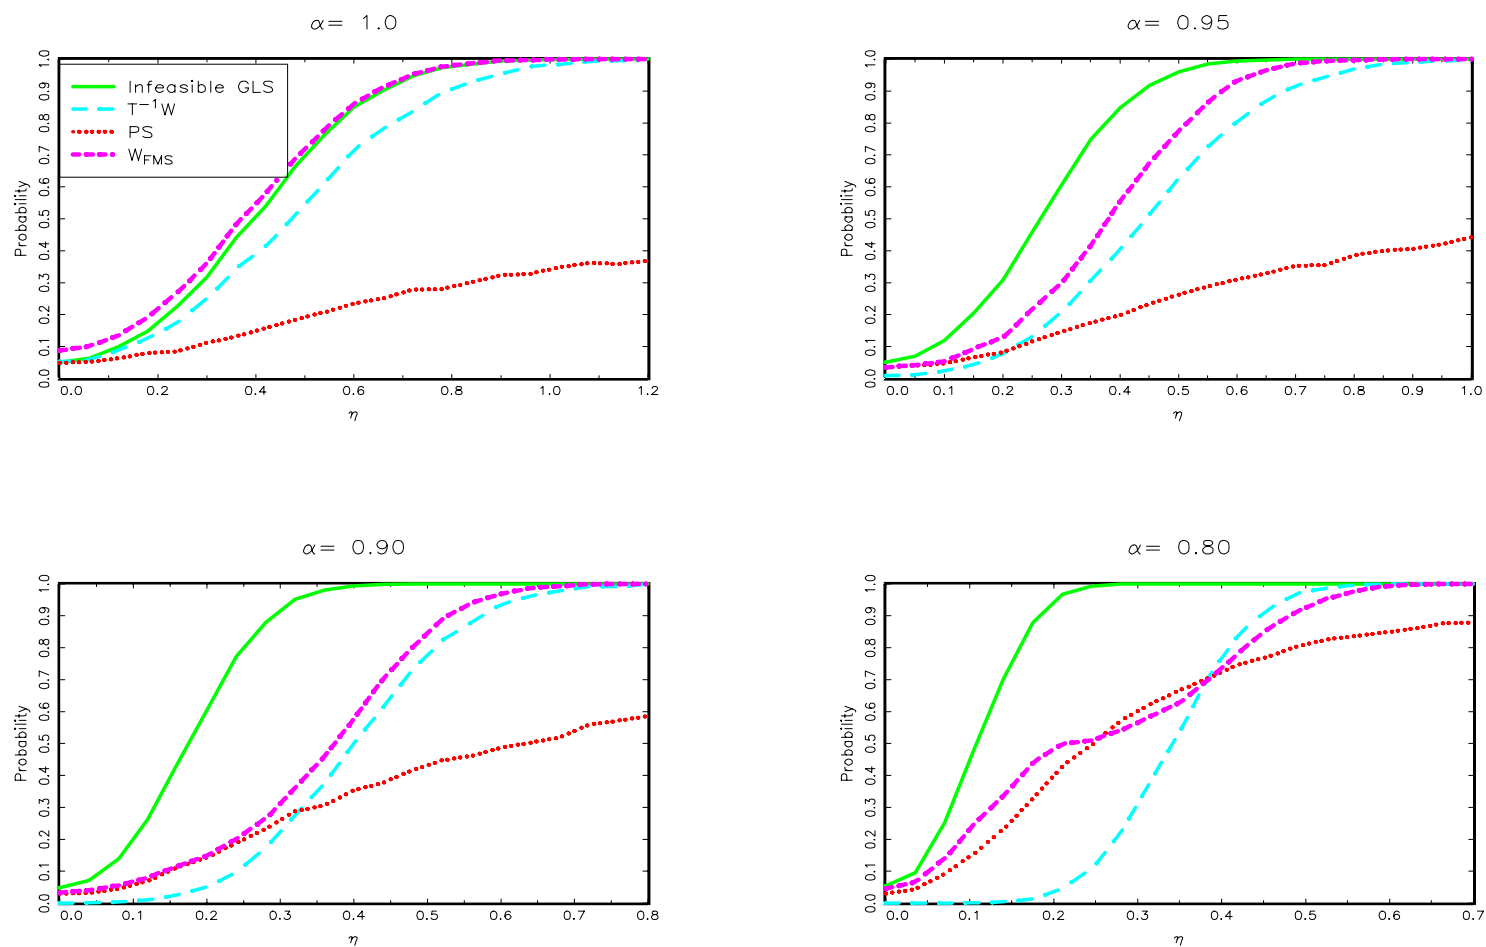 α= 1.0
Probability
0.0 0.1 0.2 0.3 0.4 0.5 0.6 0.7 0.8 0.9 1.0
Infeasible GLS
T⁻¹W
PS
W_FMS
0.0 0.2 0.4 0.6 0.8 1.0 1.2
η
α= 0.95
Probability
0.0 0.1 0.2 0.3 0.4 0.5 0.6 0.7 0.8 0.9 1.0
0.0 0.1 0.2 0.3 0.4 0.5 0.6 0.7 0.8 0.9 1.0
η
α= 0.90
Probability
0.0 0.1 0.2 0.3 0.4 0.5 0.6 0.7 0.8 0.9 1.0
0.0 0.1 0.2 0.3 0.4 0.5 0.6 0.7 0.8
η
α= 0.80
Probability
0.0 0.1 0.2 0.3 0.4 0.5 0.6 0.7 0.8 0.9 1.0
0.0 0.1 0.2 0.3 0.4 0.5 0.6 0.7
η